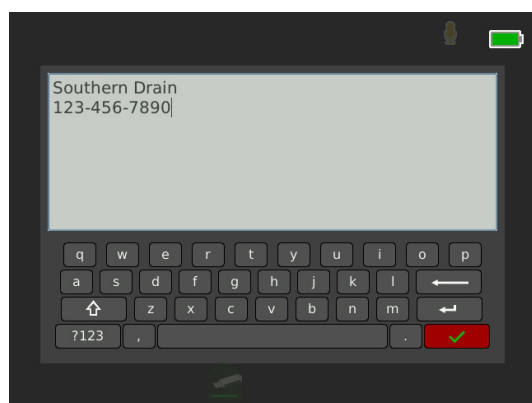 Southern Drain
123-456-7890
q w e r t y u i o p
a s d f g h j k l
z x c v b n m
?123 , .